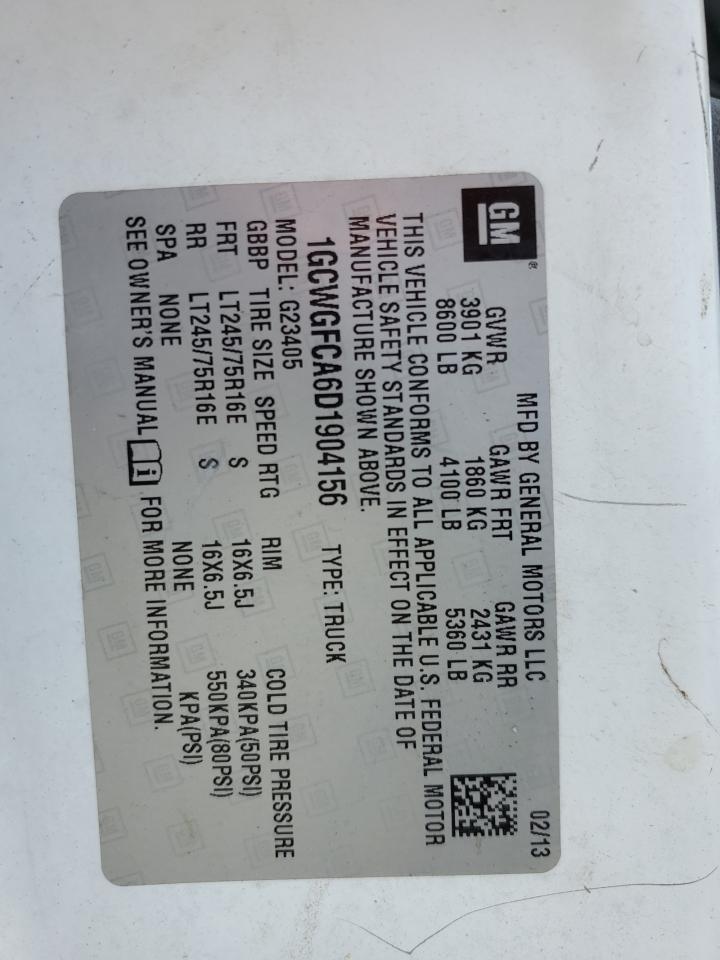 GM
MFD BY GENERAL MOTORS LLC 02/13
GVWR GAWR FRT GAWR RR
3901 KG 1860 KG 2431 KG
8600 LB 4100 LB 5360 LB
THIS VEHICLE CONFORMS TO ALL APPLICABLE U.S. FEDERAL MOTOR
VEHICLE SAFETY STANDARDS IN EFFECT ON THE DATE OF
MANUFACTURE SHOWN ABOVE.
1GCWGFCA6D1904156 TYPE: TRUCK
MODEL: G23405
GBBP TIRE SIZE SPEED RTG RIM COLD TIRE PRESSURE
FRT LT245/75R16E S 16X6.5J 340KPA(50PSI)
RR LT245/75R16E S 16X6.5J 550KPA(80PSI)
SPA NONE NONE KPA(PSI)
SEE OWNER'S MANUAL i FOR MORE INFORMATION.